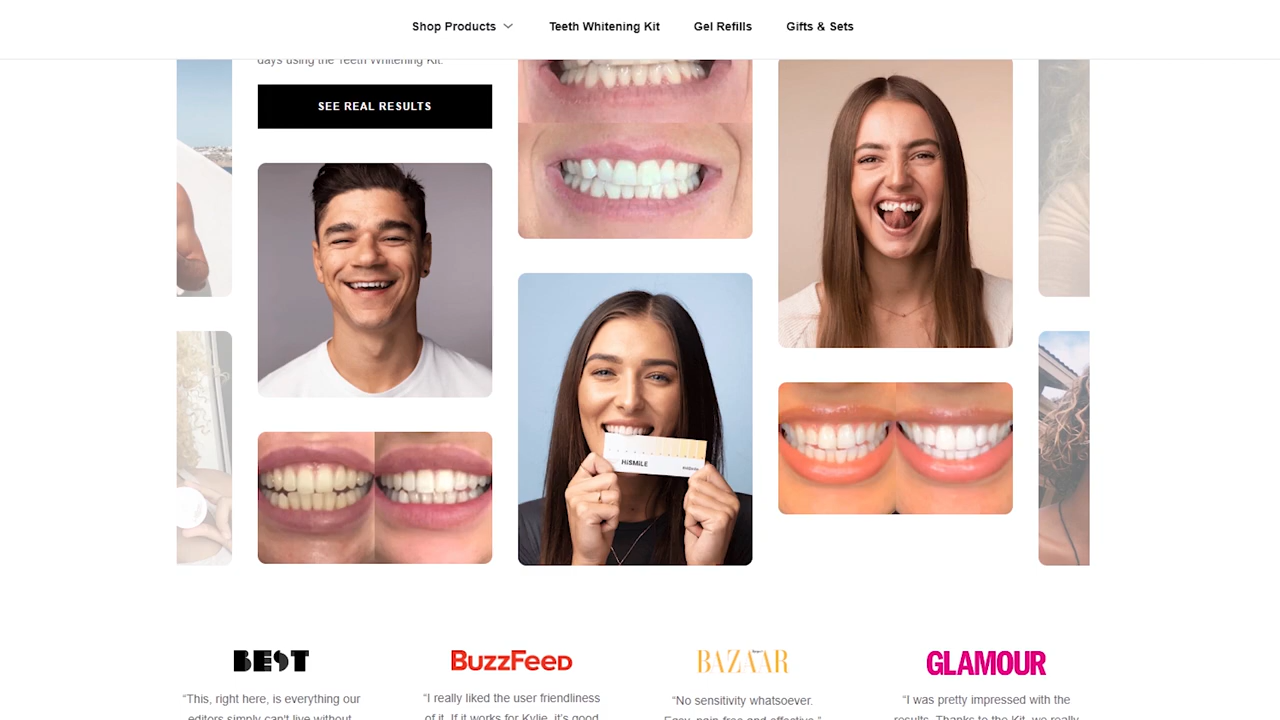 Shop Products
Teeth Whitening Kit
Gel Refills
Gifts & Sets
days using the Teeth Whitening Kit.
SEE REAL RESULTS
HiSMILE
BEST
BuzzFeed
BAZAAR
GLAMOUR
“This, right here, is everything our
editors simply can't live without.
“I really liked the user friendliness
of it. If it works for Kylie, it's good
“No sensitivity whatsoever.
Easy, pain-free and effective.”
“I was pretty impressed with the
results. Thanks to the Kit, we really